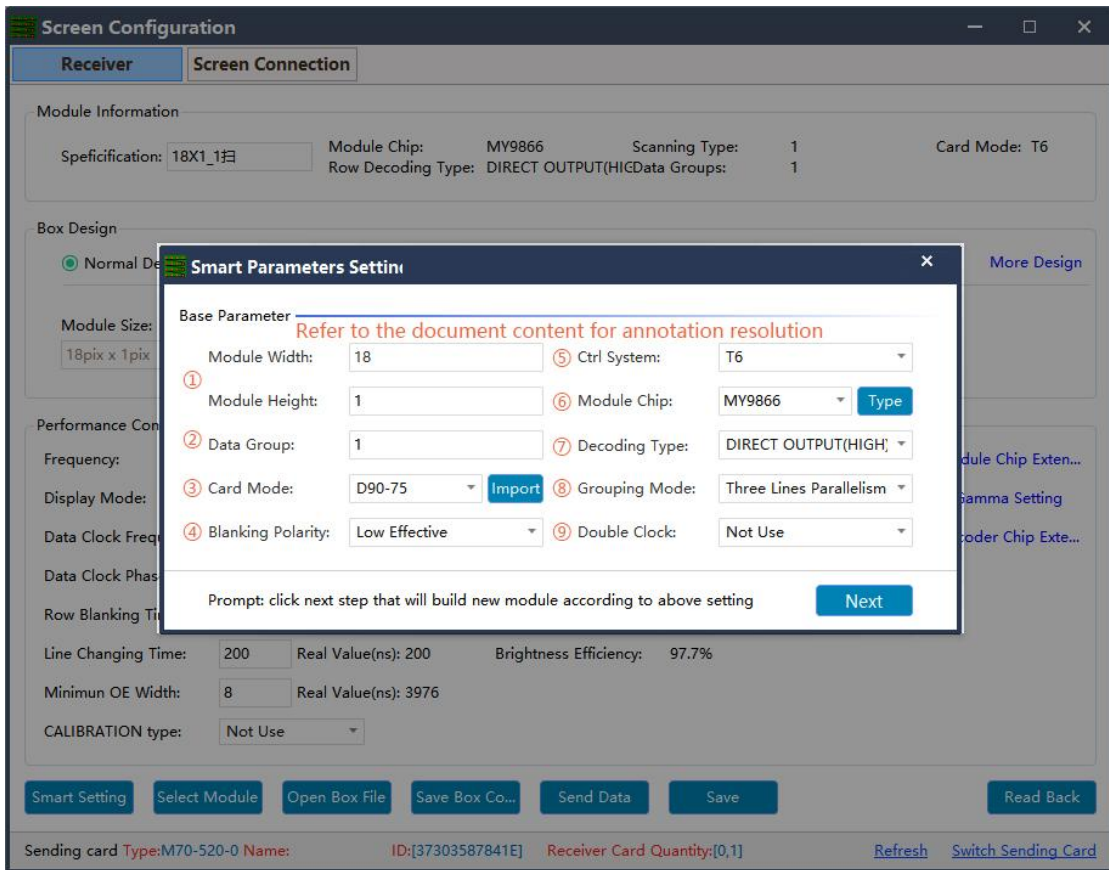 Screen Configuration
Receiver Screen Connection
Module Information
Speficification: 18X1_1扫 Module Chip: MY9866 Scanning Type: 1 Card Mode: T6
Row Decoding Type: DIRECT OUTPUT(HIGData Groups: 1
Box Design
Normal De More Design
Module Size:
18pix x 1pix
Smart Parameters Settin
Base Parameter
Refer to the document content for annotation resolution
① Module Width: 18 ⑤ Ctrl System: T6
Module Height: 1 ⑥ Module Chip: MY9866 Type
② Data Group: 1 ⑦ Decoding Type: DIRECT OUTPUT(HIGH)
③ Card Mode: D90-75 Import ⑧ Grouping Mode: Three Lines Parallelism
④ Blanking Polarity: Low Effective ⑨ Double Clock: Not Use
Prompt: click next step that will build new module according to above setting Next
Performance Con
Frequency: dule Chip Exten...
Display Mode: Gamma Setting
Data Clock Frequ coder Chip Exte...
Data Clock Phas
Row Blanking Ti
Line Changing Time: 200 Real Value(ns): 200 Brightness Efficiency: 97.7%
Minimun OE Width: 8 Real Value(ns): 3976
CALIBRATION type: Not Use
Smart Setting Select Module Open Box File Save Box Co... Send Data Save Read Back
Sending card Type:M70-520-0 Name: ID:[37303587841E] Receiver Card Quantity:[0,1] Refresh Switch Sending Card